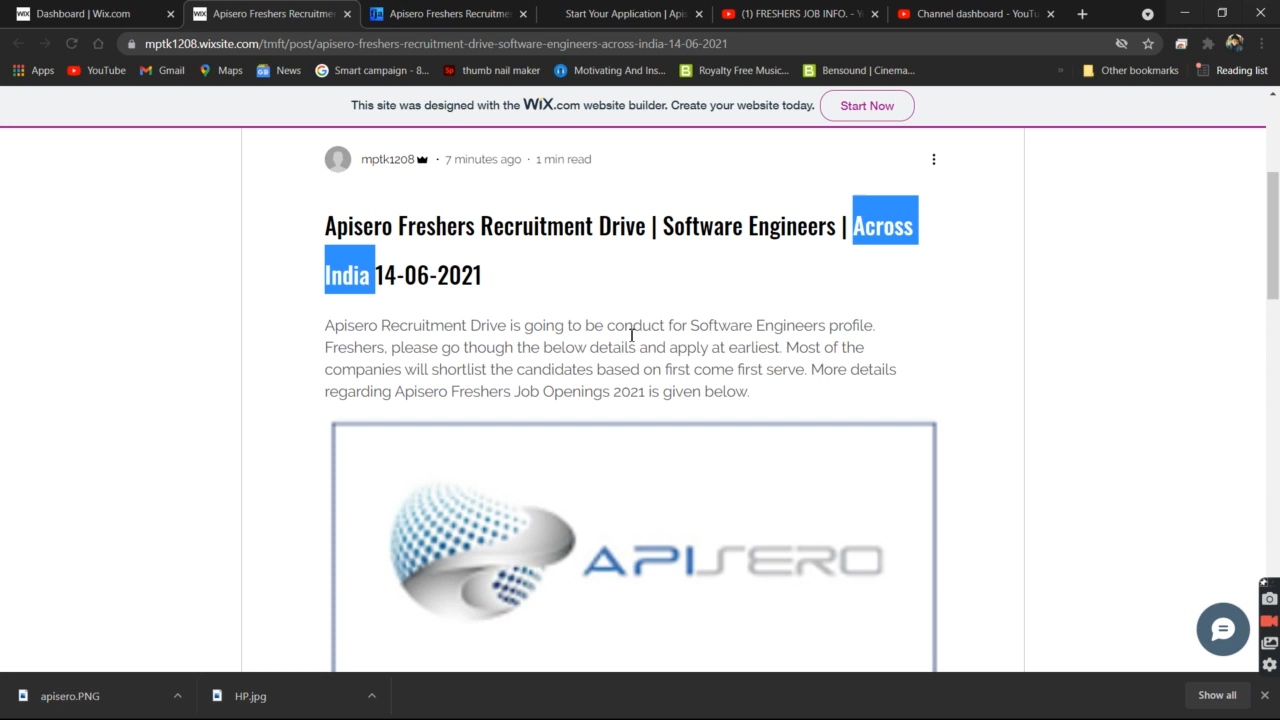 Dashboard | Wix.com
Apisero Freshers Recruitme
Apisero Freshers Recruitme
Start Your Application | Api
(1) FRESHERS JOB INFO. - Y
Channel dashboard - YouTu
mptk1208.wixsite.com/tmft/post/apisero-freshers-recruitment-drive-software-engineers-across-india-14-06-2021
Apps YouTube Gmail Maps News Smart campaign - 8... thumb nail maker Motivating And Ins... Royalty Free Music... Bensound | Cinema... » Other bookmarks Reading list
This site was designed with the WiX.com website builder. Create your website today. Start Now
mptk1208 · 7 minutes ago · 1 min read
Apisero Freshers Recruitment Drive | Software Engineers | Across
India 14-06-2021
Apisero Recruitment Drive is going to be conduct for Software Engineers profile.
Freshers, please go though the below details and apply at earliest. Most of the
companies will shortlist the candidates based on first come first serve. More details
regarding Apisero Freshers Job Openings 2021 is given below.
APISERO
apisero.PNG
HP.jpg
Show all